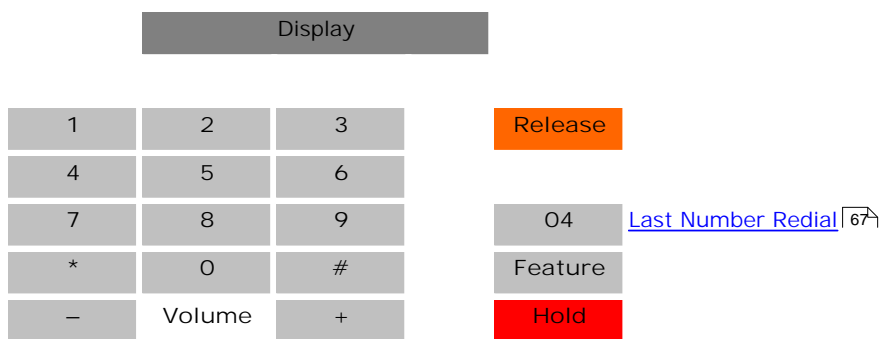 Display
1 2 3 Release
4 5 6
7 8 9 04 Last Number Redial 67
* 0 # Feature
– Volume + Hold